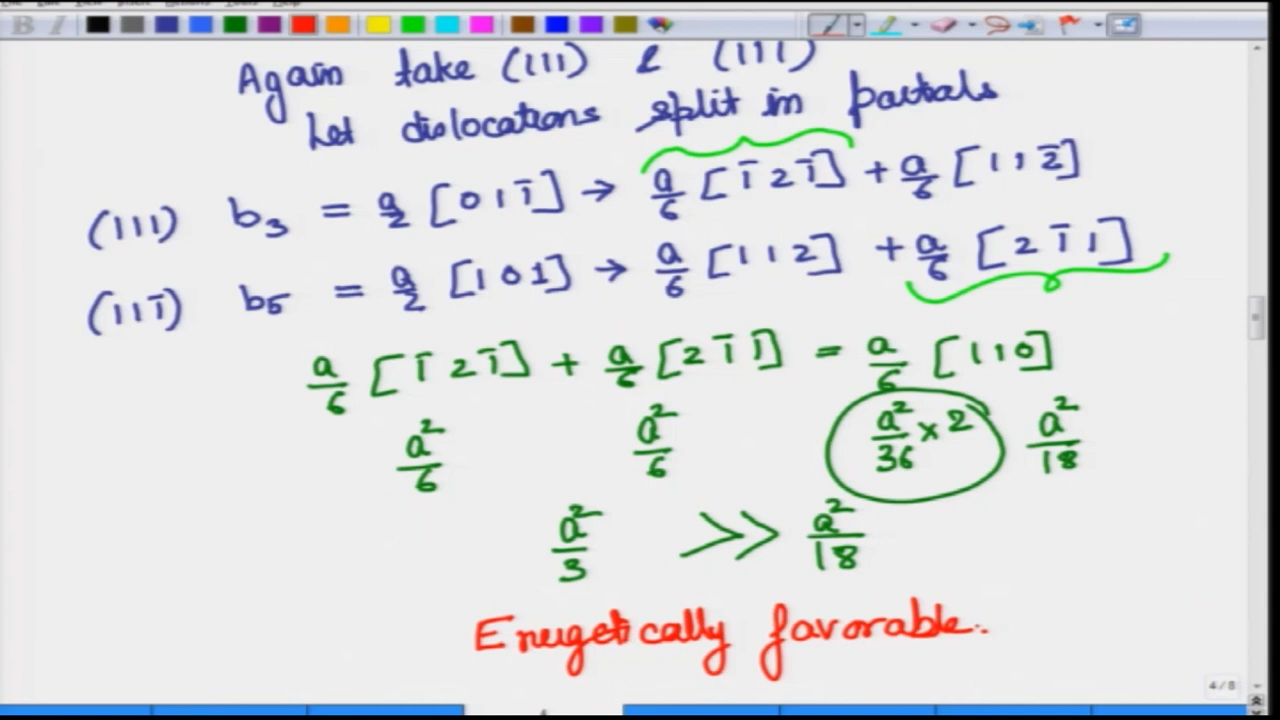 Again take (111) & (111)
Let dislocations split in partials
(111) b₃ = a/2 [0 1 1̄] → a/6 [1̄ 2 1̄] + a/6 [1 1 2̄]
(111̄) b₅ = a/2 [1 0 1] → a/6 [1 1 2] + a/6 [2 1̄ 1]
a/6 [1̄ 2 1̄] + a/6 [2 1̄ 1] = a/6 [1 1 0]
a²/6 a²/6 a²/36 × 2 a²/18
a²/3 >> a²/18
Energetically favorable.
4/8